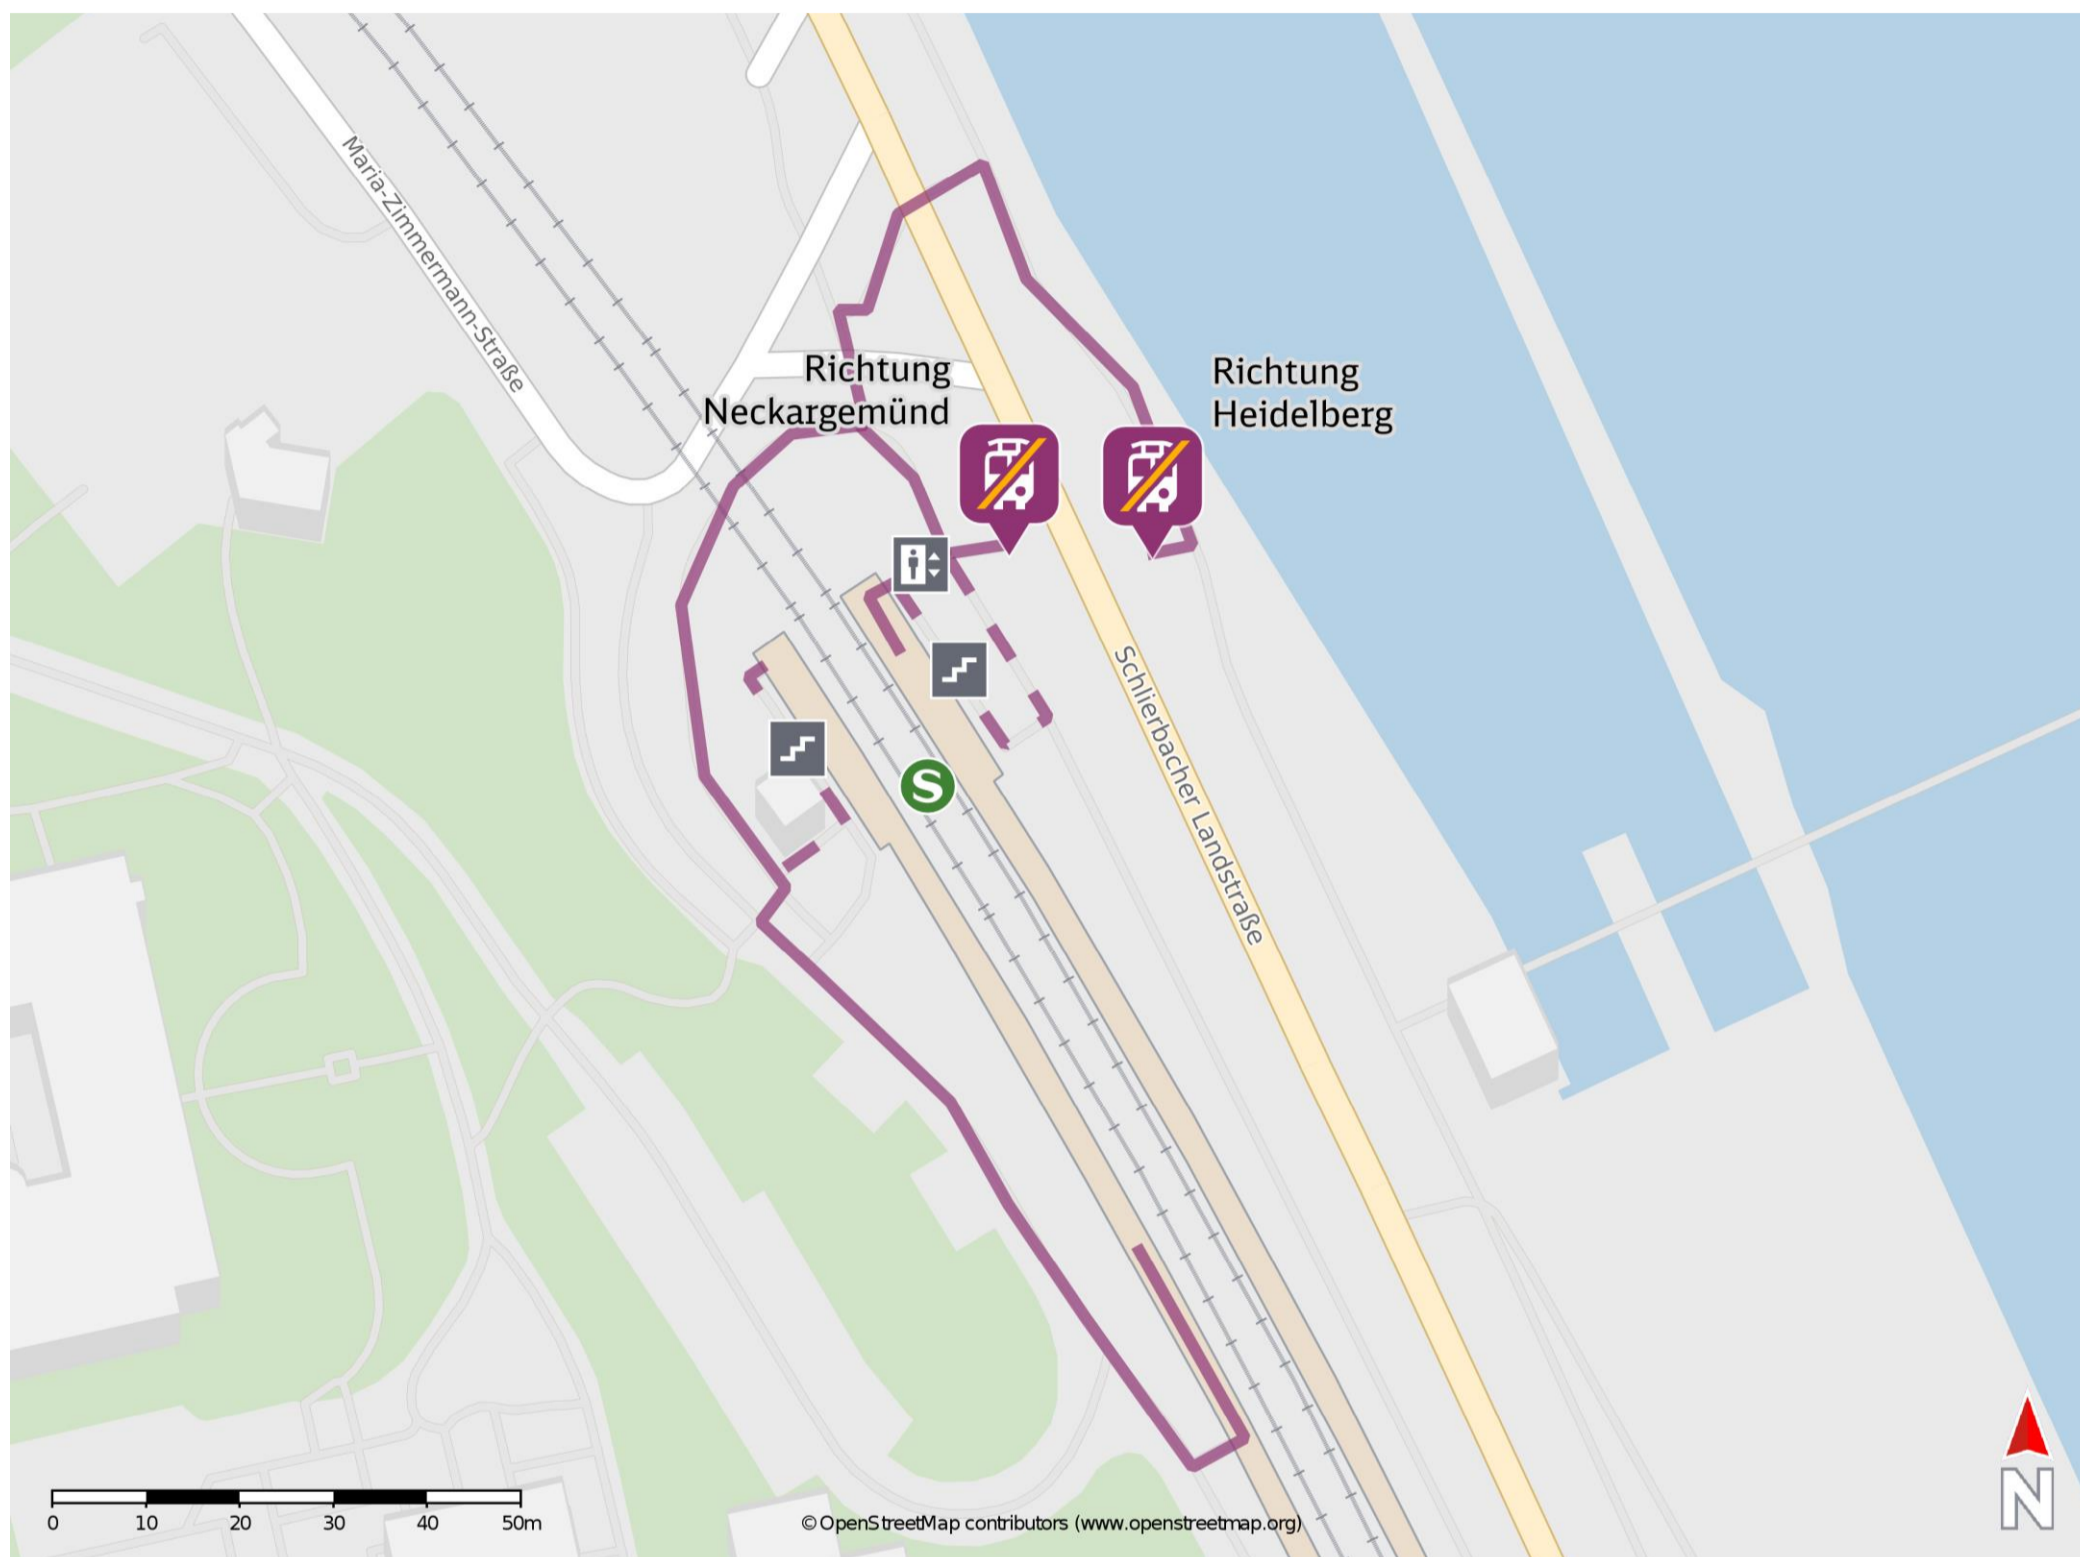 Maria-Zimmermann-Straße
Richtung
Neckargemünd
Richtung
Heidelberg
S
Schlierbacher Landstraße
0 10 20 30 40 50m
© OpenStreetMap contributors (www.openstreetmap.org)
N